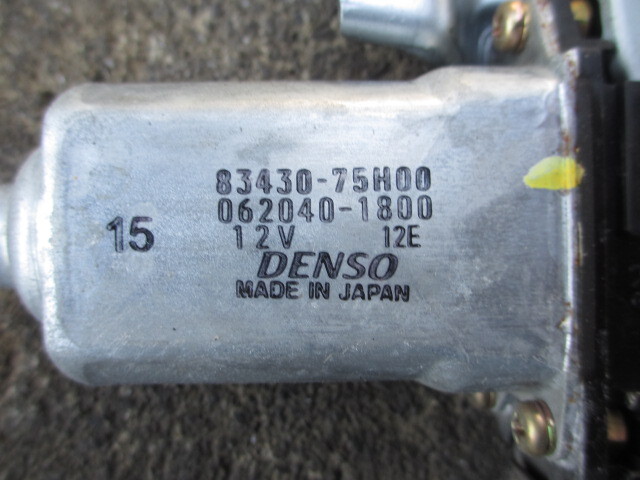 83430-75H00
062040-1800
15
12V 12E
DENSO
MADE IN JAPAN